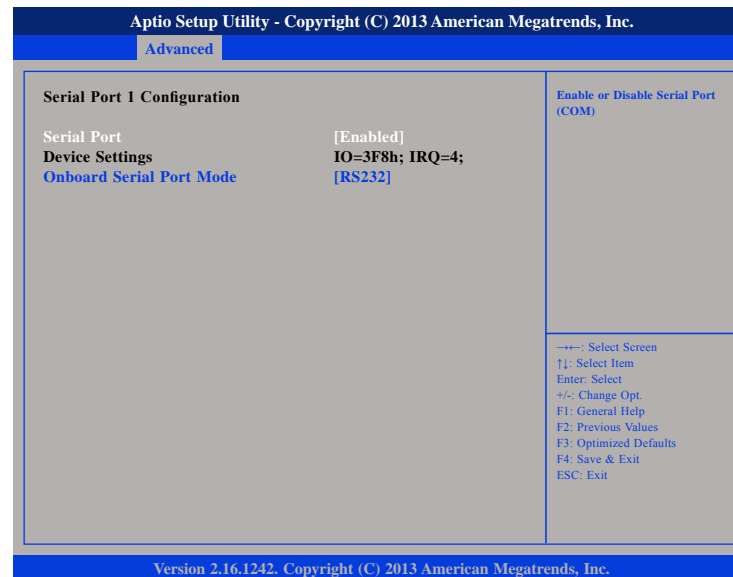 Aptio Setup Utility - Copyright (C) 2013 American Megatrends, Inc.
Advanced
Serial Port 1 Configuration
Serial Port [Enabled]
Device Settings IO=3F8h; IRQ=4;
Onboard Serial Port Mode [RS232]
Enable or Disable Serial Port
(COM)
→←: Select Screen
↑↓: Select Item
Enter: Select
+/-: Change Opt.
F1: General Help
F2: Previous Values
F3: Optimized Defaults
F4: Save & Exit
ESC: Exit
Version 2.16.1242. Copyright (C) 2013 American Megatrends, Inc.